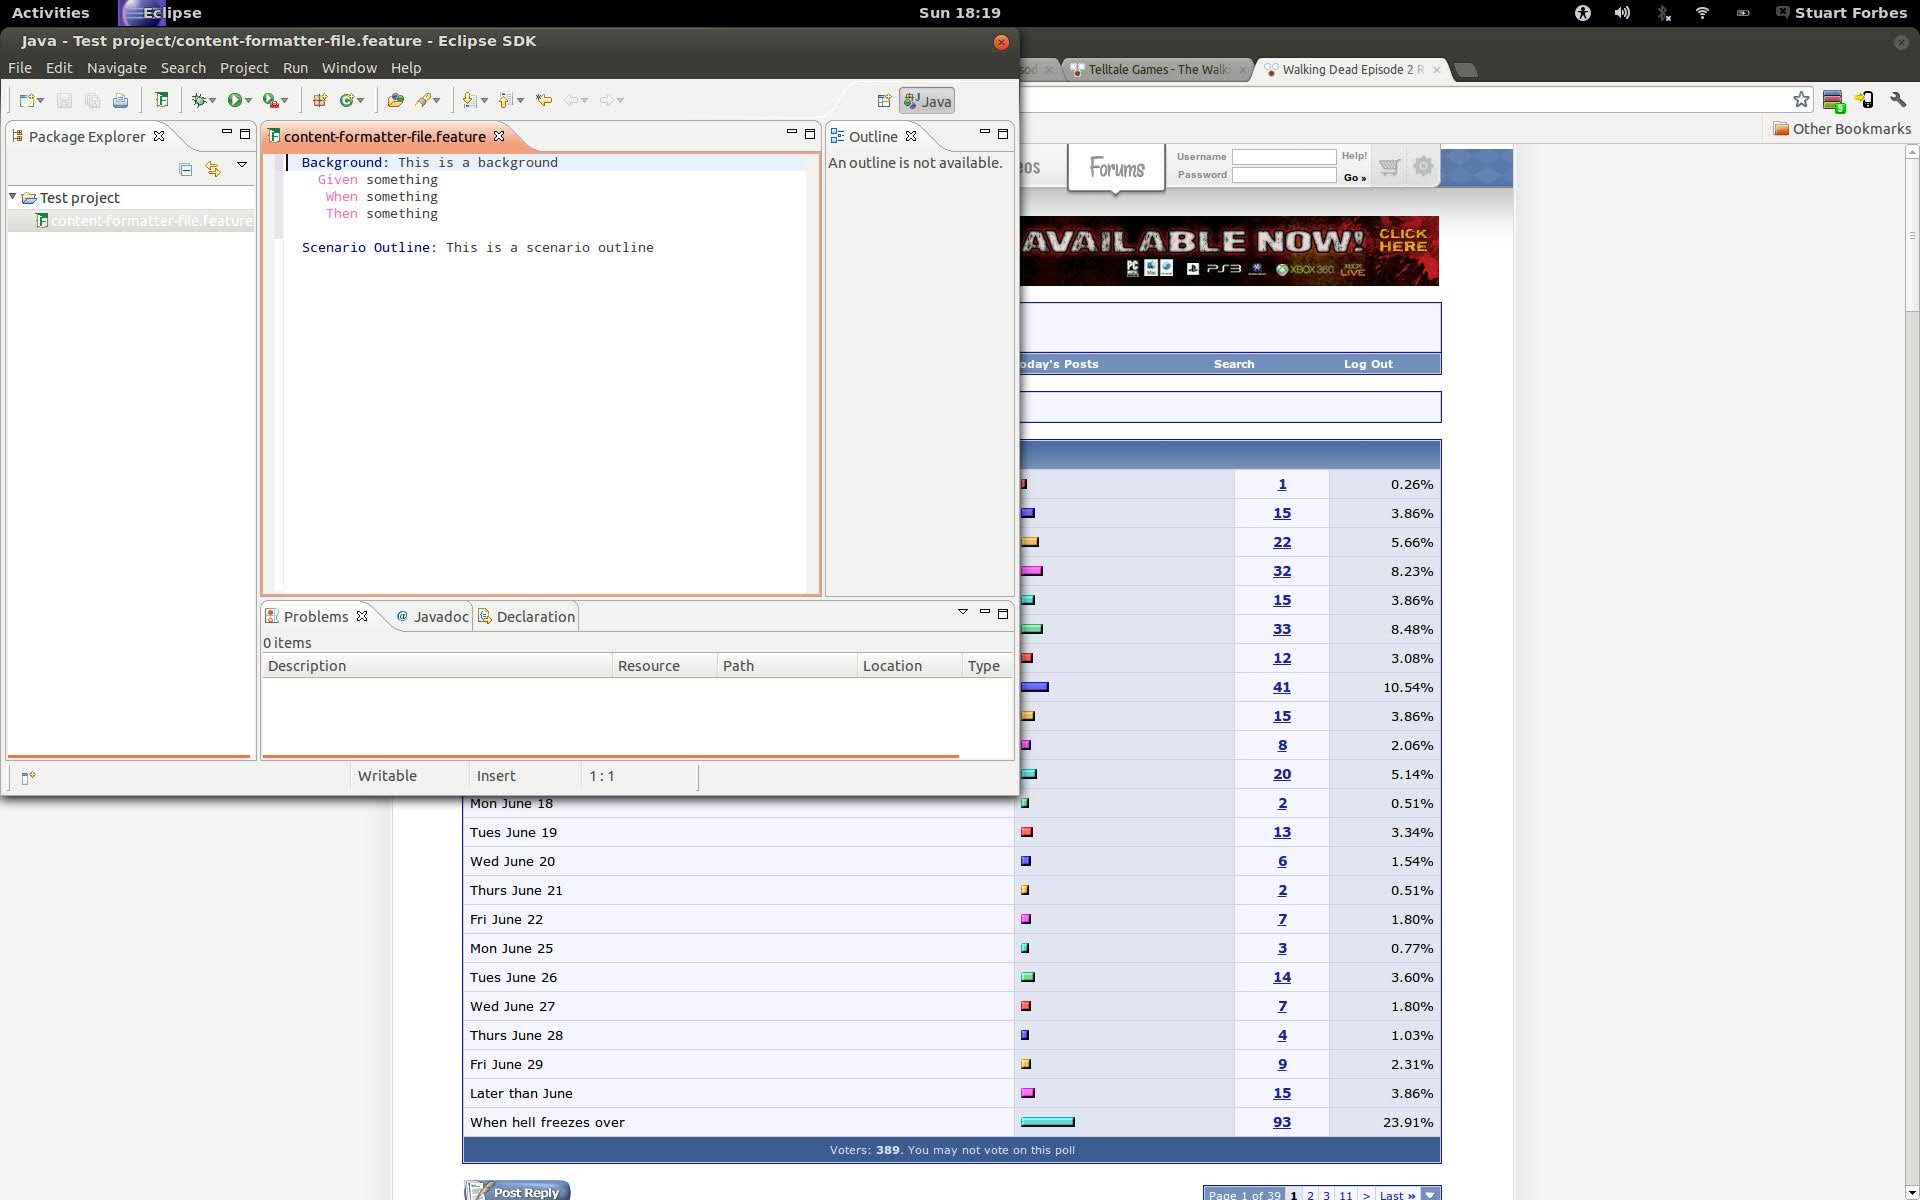 Activities
Eclipse
Sun 18:19
Stuart Forbes
Java - Test project/content-formatter-file.feature - Eclipse SDK
File Edit Navigate Search Project Run Window Help
Java
Package Explorer
Test project
content-formatter-file.feature
content-formatter-file.feature
Background: This is a background
Given something
When something
Then something
Scenario Outline: This is a scenario outline
Outline
An outline is not available.
Problems
@ Javadoc
Declaration
0 items
Description Resource Path Location Type
Writable Insert 1 : 1
Telltale Games - The Walki
Walking Dead Episode 2 R
9
Other Bookmarks
Forums
Username
Help!
Password
Go »
AVAILABLE NOW!
CLICK HERE
PC Mac PS3 XBOX 360 XBOX LIVE
oday's Posts Search Log Out
1 0.26%
15 3.86%
22 5.66%
32 8.23%
15 3.86%
33 8.48%
12 3.08%
41 10.54%
15 3.86%
8 2.06%
20 5.14%
Mon June 18 2 0.51%
Tues June 19 13 3.34%
Wed June 20 6 1.54%
Thurs June 21 2 0.51%
Fri June 22 7 1.80%
Mon June 25 3 0.77%
Tues June 26 14 3.60%
Wed June 27 7 1.80%
Thurs June 28 4 1.03%
Fri June 29 9 2.31%
Later than June 15 3.86%
When hell freezes over 93 23.91%
Voters: 389. You may not vote on this poll
Post Reply
Page 1 of 39 1 2 3 11 > Last »